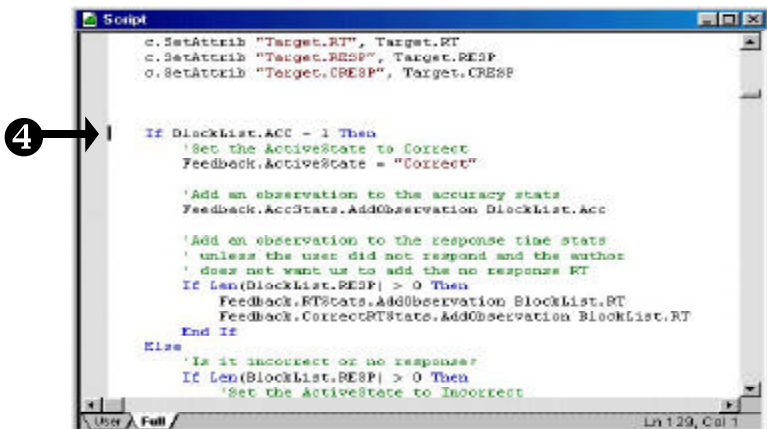 Script
c.SetAttrib "Target.RT", Target.RT
c.SetAttrib "Target.RESP", Target.RESP
c.SetAttrib "Target.CRESP", Target.CRESP
4
If BlockList.ACC = 1 Then
'Set the ActiveState to Correct
Feedback.ActiveState = "Correct"
'Add an observation to the accuracy stats
Feedback.AccStats.AddObservation BlockList.Acc
'Add an observation to the response time stats
' unless the user did not respond and the author
' does not want us to add the no response RT
If Len(BlockList.RESP) > 0 Then
Feedback.RTStats.AddObservation BlockList.RT
Feedback.CorrectRTStats.AddObservation BlockList.RT
End If
Else
'Is it incorrect or no response?
If Len(BlockList.RESP) > 0 Then
'Set the ActiveState to Incorrect
User Full Ln 129, Col 1